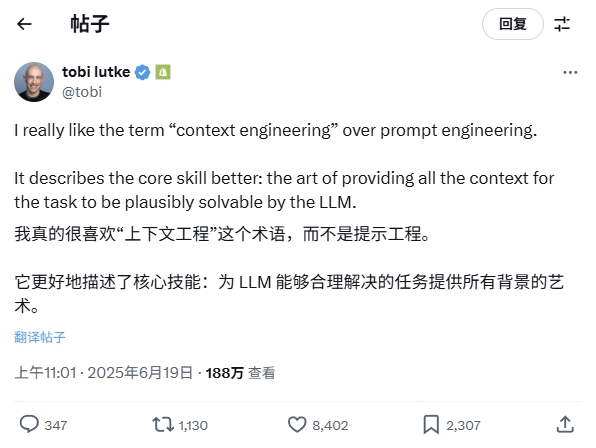 帖子
回复
tobi lutke
@tobi
I really like the term “context engineering” over prompt engineering.
It describes the core skill better: the art of providing all the context for
the task to be plausibly solvable by the LLM.
我真的很喜欢“上下文工程”这个术语，而不是提示工程。
它更好地描述了核心技能：为 LLM 能够合理解决的任务提供所有背景的艺
术。
翻译帖子
上午11:01 · 2025年6月19日 · 188万 查看
347 1,130 8,402 2,307